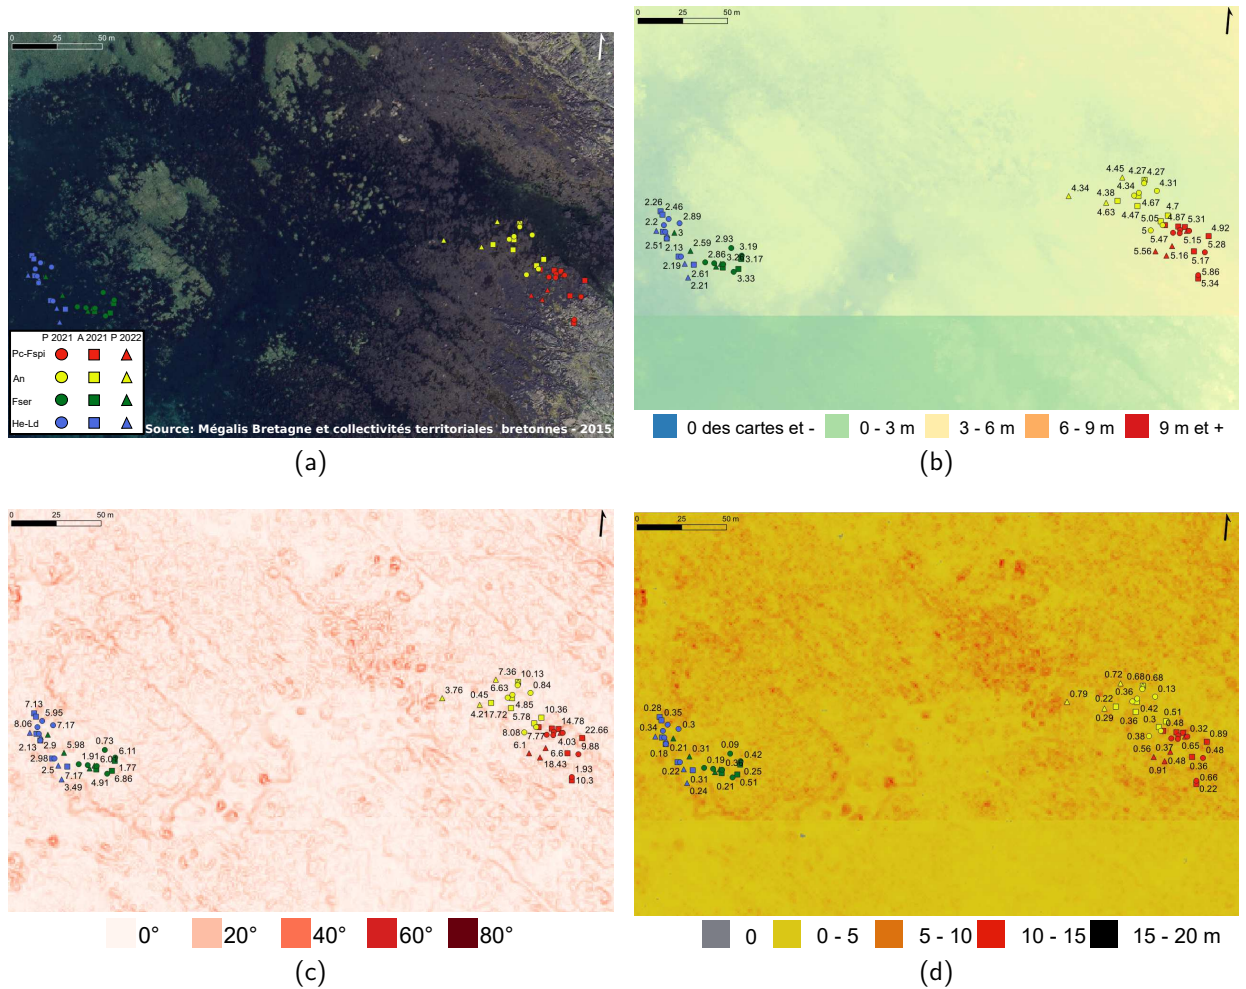 0 25 50 m
P 2021 A 2021 P 2022
Pc-Fspi
An
Fser
He-Ld
Source: Mégalis Bretagne et collectivités territoriales bretonnes - 2015
(a)
0 25 50 m
4.45 4.27 4.27
4.34 4.38 4.34 4.31
4.63 4.47 4.67 4.7
5.05 4.87 5.31 4.92
5 5.47 5.15 5.28
5.56 5.16 5.17
5.86
5.34
2.26 2.46
2.2 2.89
3
2.51 2.13 2.59 2.93 3.19
2.19 2.86 3.17
2.61 3.33
2.21
0 des cartes et - 0 - 3 m 3 - 6 m 6 - 9 m 9 m et +
(b)
0 25 50 m
7.36 10.13
3.76 0.45 6.63 0.84
4.21 7.72 4.85
5.78 10.36
8.08 7.77 14.78 22.66
6.1 4.03 9.88
6.6
18.43
1.93
10.3
7.13 5.95
8.06 7.17
2.13 2.9 5.98 0.73 6.11
2.98 1.91 1.77
2.5 7.17 4.91 6.86
3.49
0° 20° 40° 60° 80°
(c)
0 25 50 m
0.72 0.68 0.68
0.79 0.22 0.36 0.13
0.29 0.42
0.36 0.3 0.51
0.38 0.48 0.32 0.89
0.56 0.37 0.65 0.48
0.91 0.48 0.36
0.66
0.22
0.28 0.35
0.34 0.3
0.21
0.18 0.31 0.09 0.42
0.22 0.19 0.25
0.31 0.21 0.51
0.24
0 0 - 5 5 - 10 10 - 15 15 - 20 m
(d)